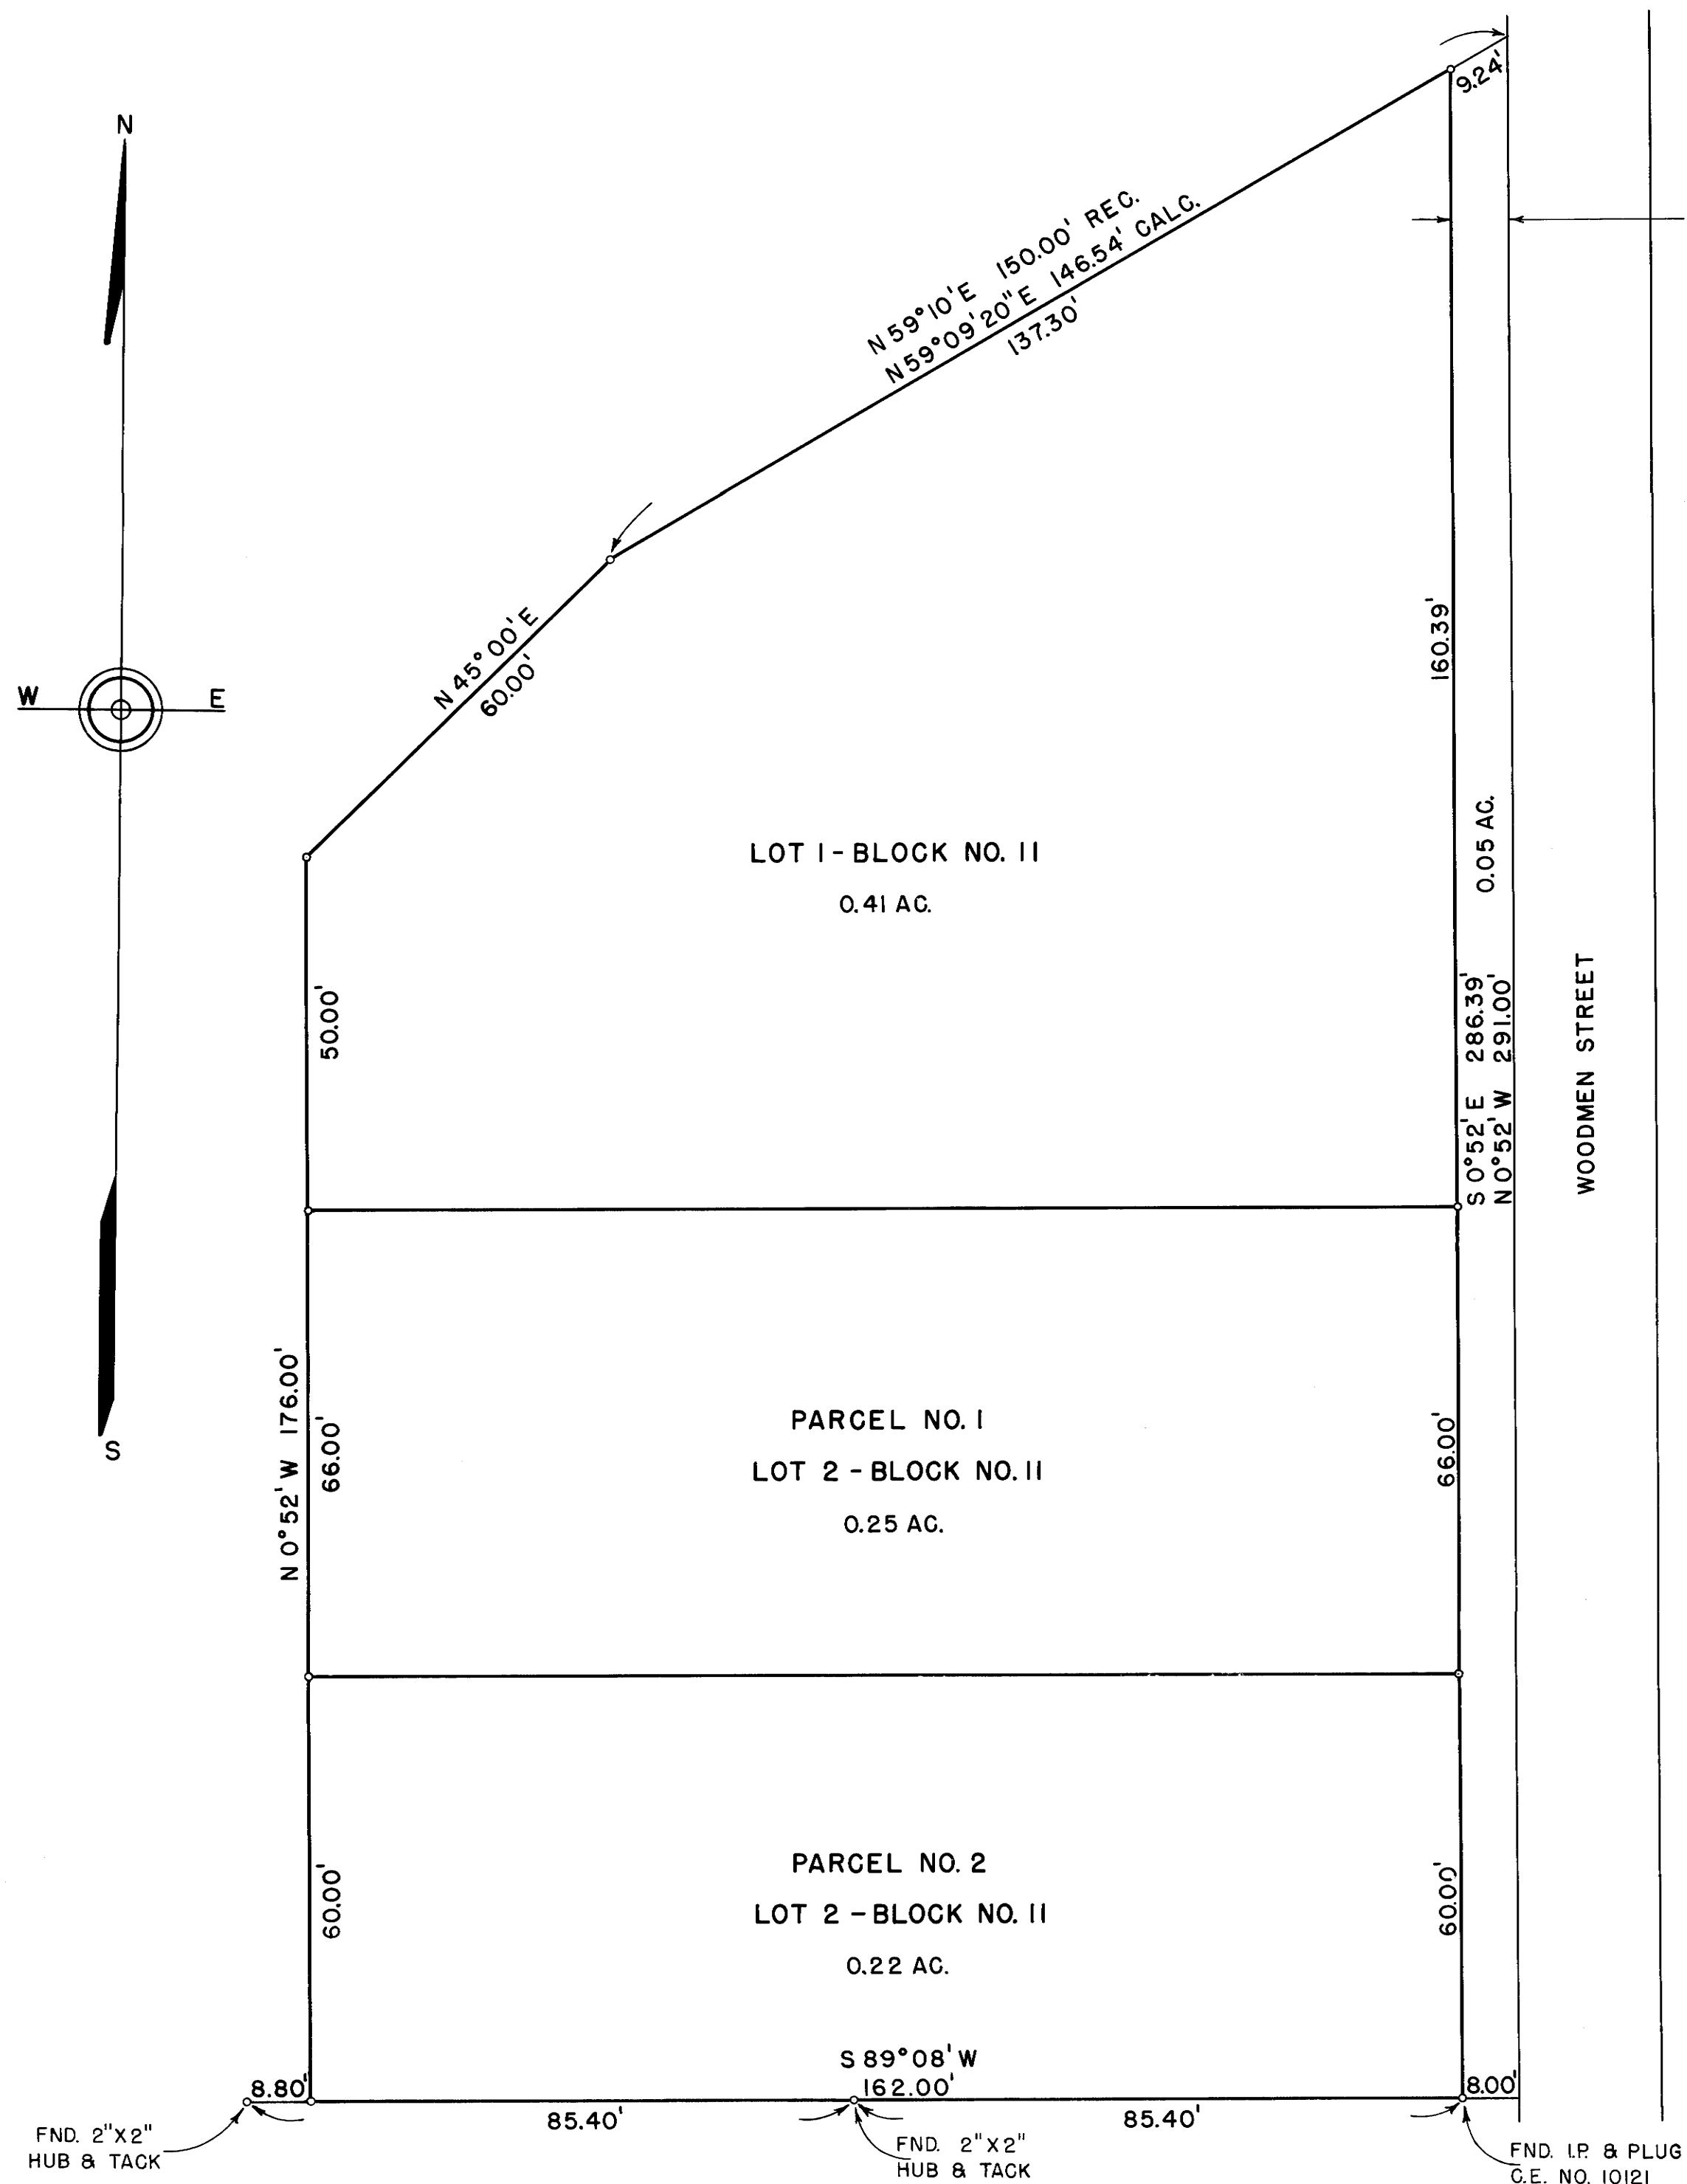 N
9.24'
N 59°10'E 150.00' REC.
N 59°09'20"E 146.54' CALC.
137.30'
N 45°00'E
60.00'
160.39'
W
E
LOT 1-BLOCK NO. 11
0.41 AC.
0.05 AC.
50.00'
S 0°52'E 286.39'
N 0°52'W 291.00'
WOODMEN STREET
N 0°52'W 176.00'
66.00'
PARCEL NO. 1
LOT 2 - BLOCK NO. 11
0.25 AC.
66.00'
S
60.00'
PARCEL NO. 2
LOT 2 - BLOCK NO. 11
0.22 AC.
60.00'
S 89°08'W
162.00'
8.80'
8.00'
85.40'
85.40'
FND. 2"X2"
HUB & TACK
FND. 2"X2"
HUB & TACK
FND. I.P. & PLUG
C.E. NO. 10121